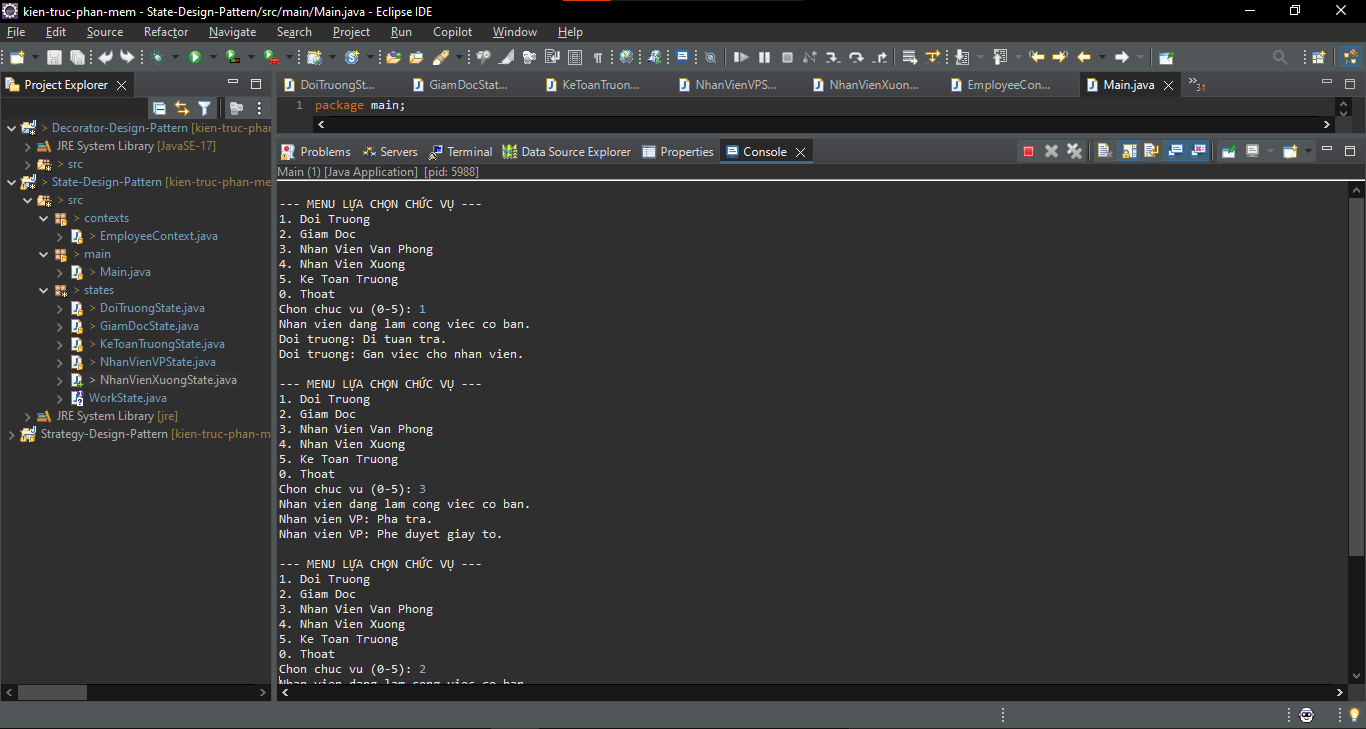 kien-truc-phan-mem - State-Design-Pattern/src/main/Main.java - Eclipse IDE
File Edit Source Refactor Navigate Search Project Run Copilot Window Help
Project Explorer
> Decorator-Design-Pattern [kien-truc-phan
JRE System Library [JavaSE-17]
> src
> State-Design-Pattern [kien-truc-phan-me
> src
> contexts
> EmployeeContext.java
> main
> Main.java
> states
> DoiTruongState.java
> GiamDocState.java
> KeToanTruongState.java
> NhanVienVPState.java
> NhanVienXuongState.java
WorkState.java
JRE System Library [jre]
Strategy-Design-Pattern [kien-truc-phan-m
DoiTruongSt... GiamDocStat... KeToanTruon... NhanVienVPS... NhanVienXuon... EmployeeCon... Main.java »31
1 package main;
Problems Servers Terminal Data Source Explorer Properties Console
Main (1) [Java Application] [pid: 5988]
--- MENU LỰA CHỌN CHỨC VỤ ---
1. Doi Truong
2. Giam Doc
3. Nhan Vien Van Phong
4. Nhan Vien Xuong
5. Ke Toan Truong
0. Thoat
Chon chuc vu (0-5): 1
Nhan vien dang lam cong viec co ban.
Doi truong: Di tuan tra.
Doi truong: Gan viec cho nhan vien.
--- MENU LỰA CHỌN CHỨC VỤ ---
1. Doi Truong
2. Giam Doc
3. Nhan Vien Van Phong
4. Nhan Vien Xuong
5. Ke Toan Truong
0. Thoat
Chon chuc vu (0-5): 3
Nhan vien dang lam cong viec co ban.
Nhan vien VP: Pha tra.
Nhan vien VP: Phe duyet giay to.
--- MENU LỰA CHỌN CHỨC VỤ ---
1. Doi Truong
2. Giam Doc
3. Nhan Vien Van Phong
4. Nhan Vien Xuong
5. Ke Toan Truong
0. Thoat
Chon chuc vu (0-5): 2
Nhan vien dang lam cong viec co ban